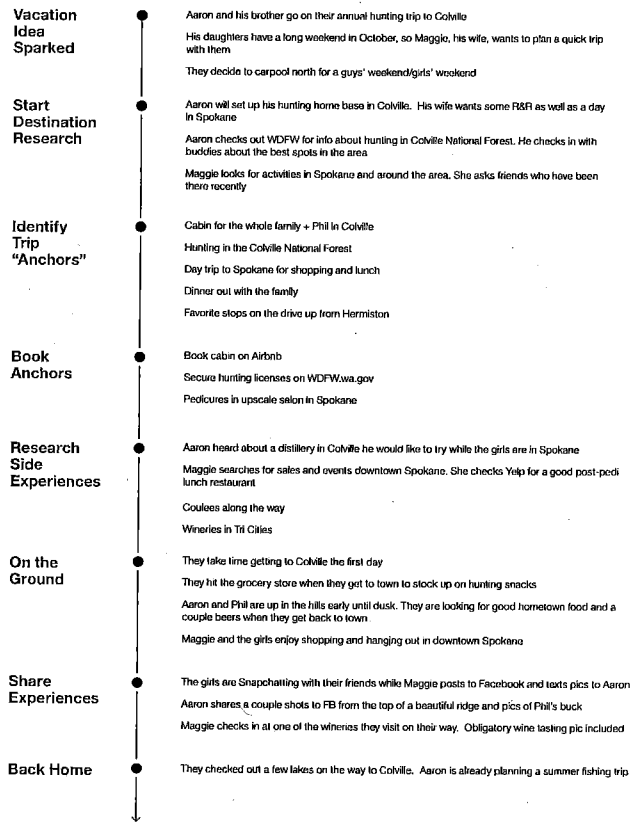 Vacation
Idea
Sparked
Aaron and his brother go on their annual hunting trip to Colville
His daughters have a long weekend in October, so Maggie, his wife, wants to plan a quick trip
with them
They decide to carpool north for a guys' weekend/girls' weekend
Start
Destination
Research
Aaron will set up his hunting home base in Colville. His wife wants some R&R as well as a day
in Spokane
Aaron checks out WDFW for info about hunting in Colville National Forest. He checks in with
buddies about the best spots in the area
Maggie looks for activities in Spokane and around the area. She asks friends who have been
there recently
Identify
Trip
"Anchors"
Cabin for the whole family + Phil in Colville
Hunting in the Colville National Forest
Day trip to Spokane for shopping and lunch
Dinner out with the family
Favorite stops on the drive up from Hermiston
Book
Anchors
Book cabin on Airbnb
Secure hunting licenses on WDFW.wa.gov
Pedicures in upscale salon in Spokane
Research
Side
Experiences
Aaron heard about a distillery in Colville he would like to try while the girls are in Spokane
Maggie searches for sales and events downtown Spokane. She checks Yelp for a good post-pedi
lunch restaurant
Coulees along the way
Wineries in Tri Cities
On the
Ground
They take time getting to Colville the first day
They hit the grocery store when they get to town to stock up on hunting snacks
Aaron and Phil are up in the hills early until dusk. They are looking for good hometown food and a
couple beers when they get back to town
Maggie and the girls enjoy shopping and hanging out in downtown Spokane
Share
Experiences
The girls are Snapchatting with their friends while Maggie posts to Facebook and texts pics to Aaron
Aaron shares a couple shots to FB from the top of a beautiful ridge and pics of Phil's buck
Maggie checks in at one of the wineries they visit on their way. Obligatory wine tasting pic included
Back Home
They checked out a few lakes on the way to Colville. Aaron is already planning a summer fishing trip